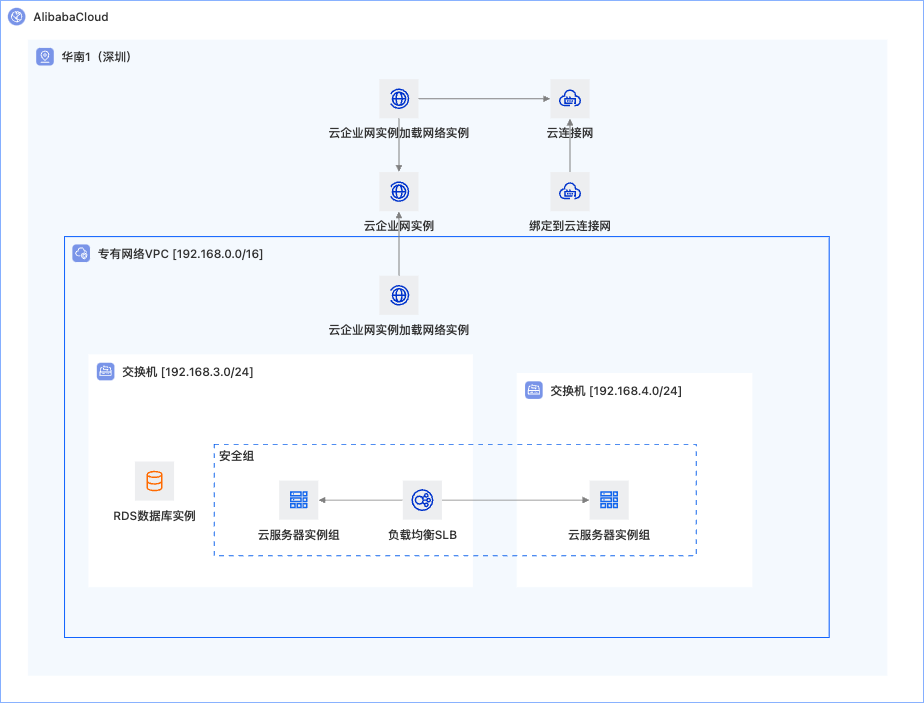 AlibabaCloud
华南1（深圳）
云企业网实例加载网络实例
云连接网
云企业网实例
绑定到云连接网
专有网络VPC [192.168.0.0/16]
云企业网实例加载网络实例
交换机 [192.168.3.0/24]
交换机 [192.168.4.0/24]
安全组
RDS数据库实例
云服务器实例组
负载均衡SLB
云服务器实例组